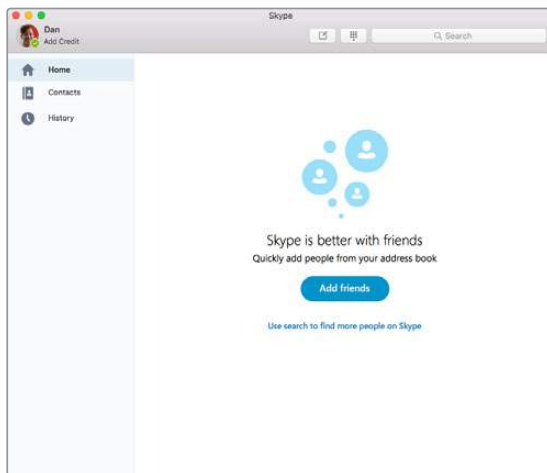 Skype
Dan
Add Credit
Search
Home
Contacts
History
Skype is better with friends
Quickly add people from your address book
Add friends
Use search to find more people on Skype